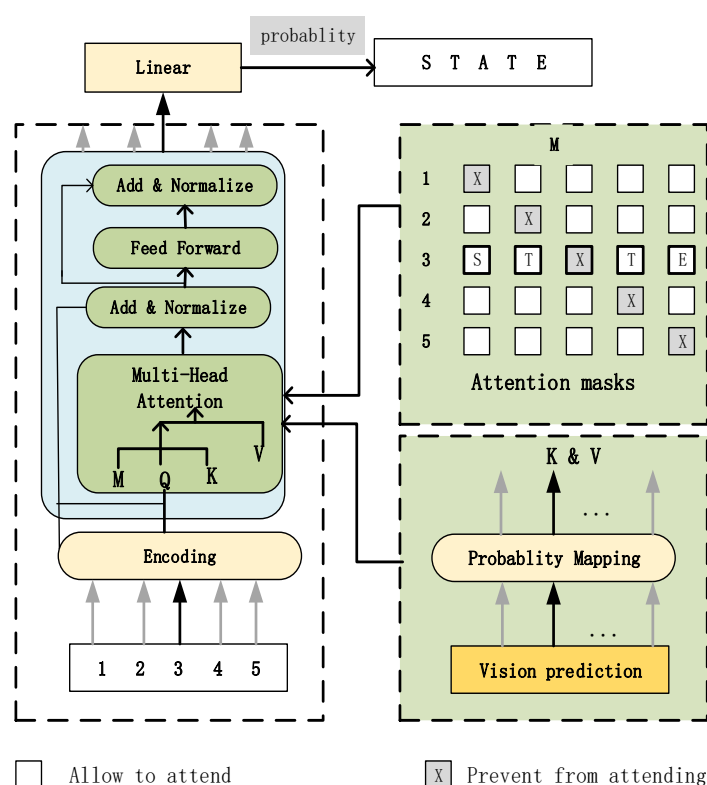 probablity
Linear
S T A T E
Add & Normalize
Feed Forward
Add & Normalize
Multi-Head
Attention
M Q K V
Encoding
1 2 3 4 5
M
1 X
2 X
3 S T X T E
4 X
5 X
Attention masks
K & V
...
Probablity Mapping
...
Vision prediction
Allow to attend
X Prevent from attending